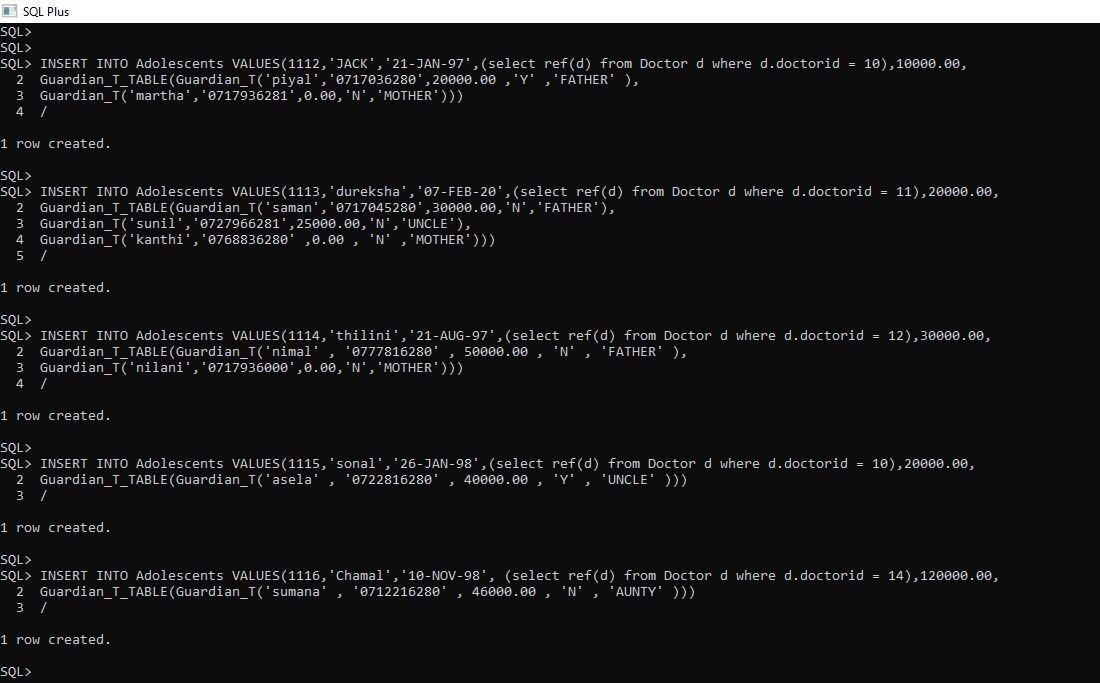 SQL Plus
SQL>
SQL>
SQL> INSERT INTO Adolescents VALUES(1112,'JACK','21-JAN-97',(select ref(d) from Doctor d where d.doctorid = 10),10000.00,
  2  Guardian_T_TABLE(Guardian_T('piyal','0717036280',20000.00 ,'Y' ,'FATHER' ),
  3  Guardian_T('martha','0717936281',0.00,'N','MOTHER')))
  4  /
1 row created.
SQL>
SQL> INSERT INTO Adolescents VALUES(1113,'dureksha','07-FEB-20',(select ref(d) from Doctor d where d.doctorid = 11),20000.00,
  2  Guardian_T_TABLE(Guardian_T('saman','0717045280',30000.00,'N','FATHER'),
  3  Guardian_T('sunil','0727966281',25000.00,'N','UNCLE'),
  4  Guardian_T('kanthi','0768836280' ,0.00 , 'N' ,'MOTHER')))
  5  /
1 row created.
SQL>
SQL> INSERT INTO Adolescents VALUES(1114,'thilini','21-AUG-97',(select ref(d) from Doctor d where d.doctorid = 12),30000.00,
  2  Guardian_T_TABLE(Guardian_T('nimal' , '0777816280' , 50000.00 , 'N' , 'FATHER' ),
  3  Guardian_T('nilani','0717936000',0.00,'N','MOTHER')))
  4  /
1 row created.
SQL>
SQL> INSERT INTO Adolescents VALUES(1115,'sonal','26-JAN-98',(select ref(d) from Doctor d where d.doctorid = 10),20000.00,
  2  Guardian_T_TABLE(Guardian_T('asela' , '0722816280' , 40000.00 , 'Y' , 'UNCLE' )))
  3  /
1 row created.
SQL>
SQL> INSERT INTO Adolescents VALUES(1116,'Chamal','10-NOV-98', (select ref(d) from Doctor d where d.doctorid = 14),120000.00,
  2  Guardian_T_TABLE(Guardian_T('sumana' , '0712216280' , 46000.00 , 'N' , 'AUNTY' )))
  3  /
1 row created.
SQL>